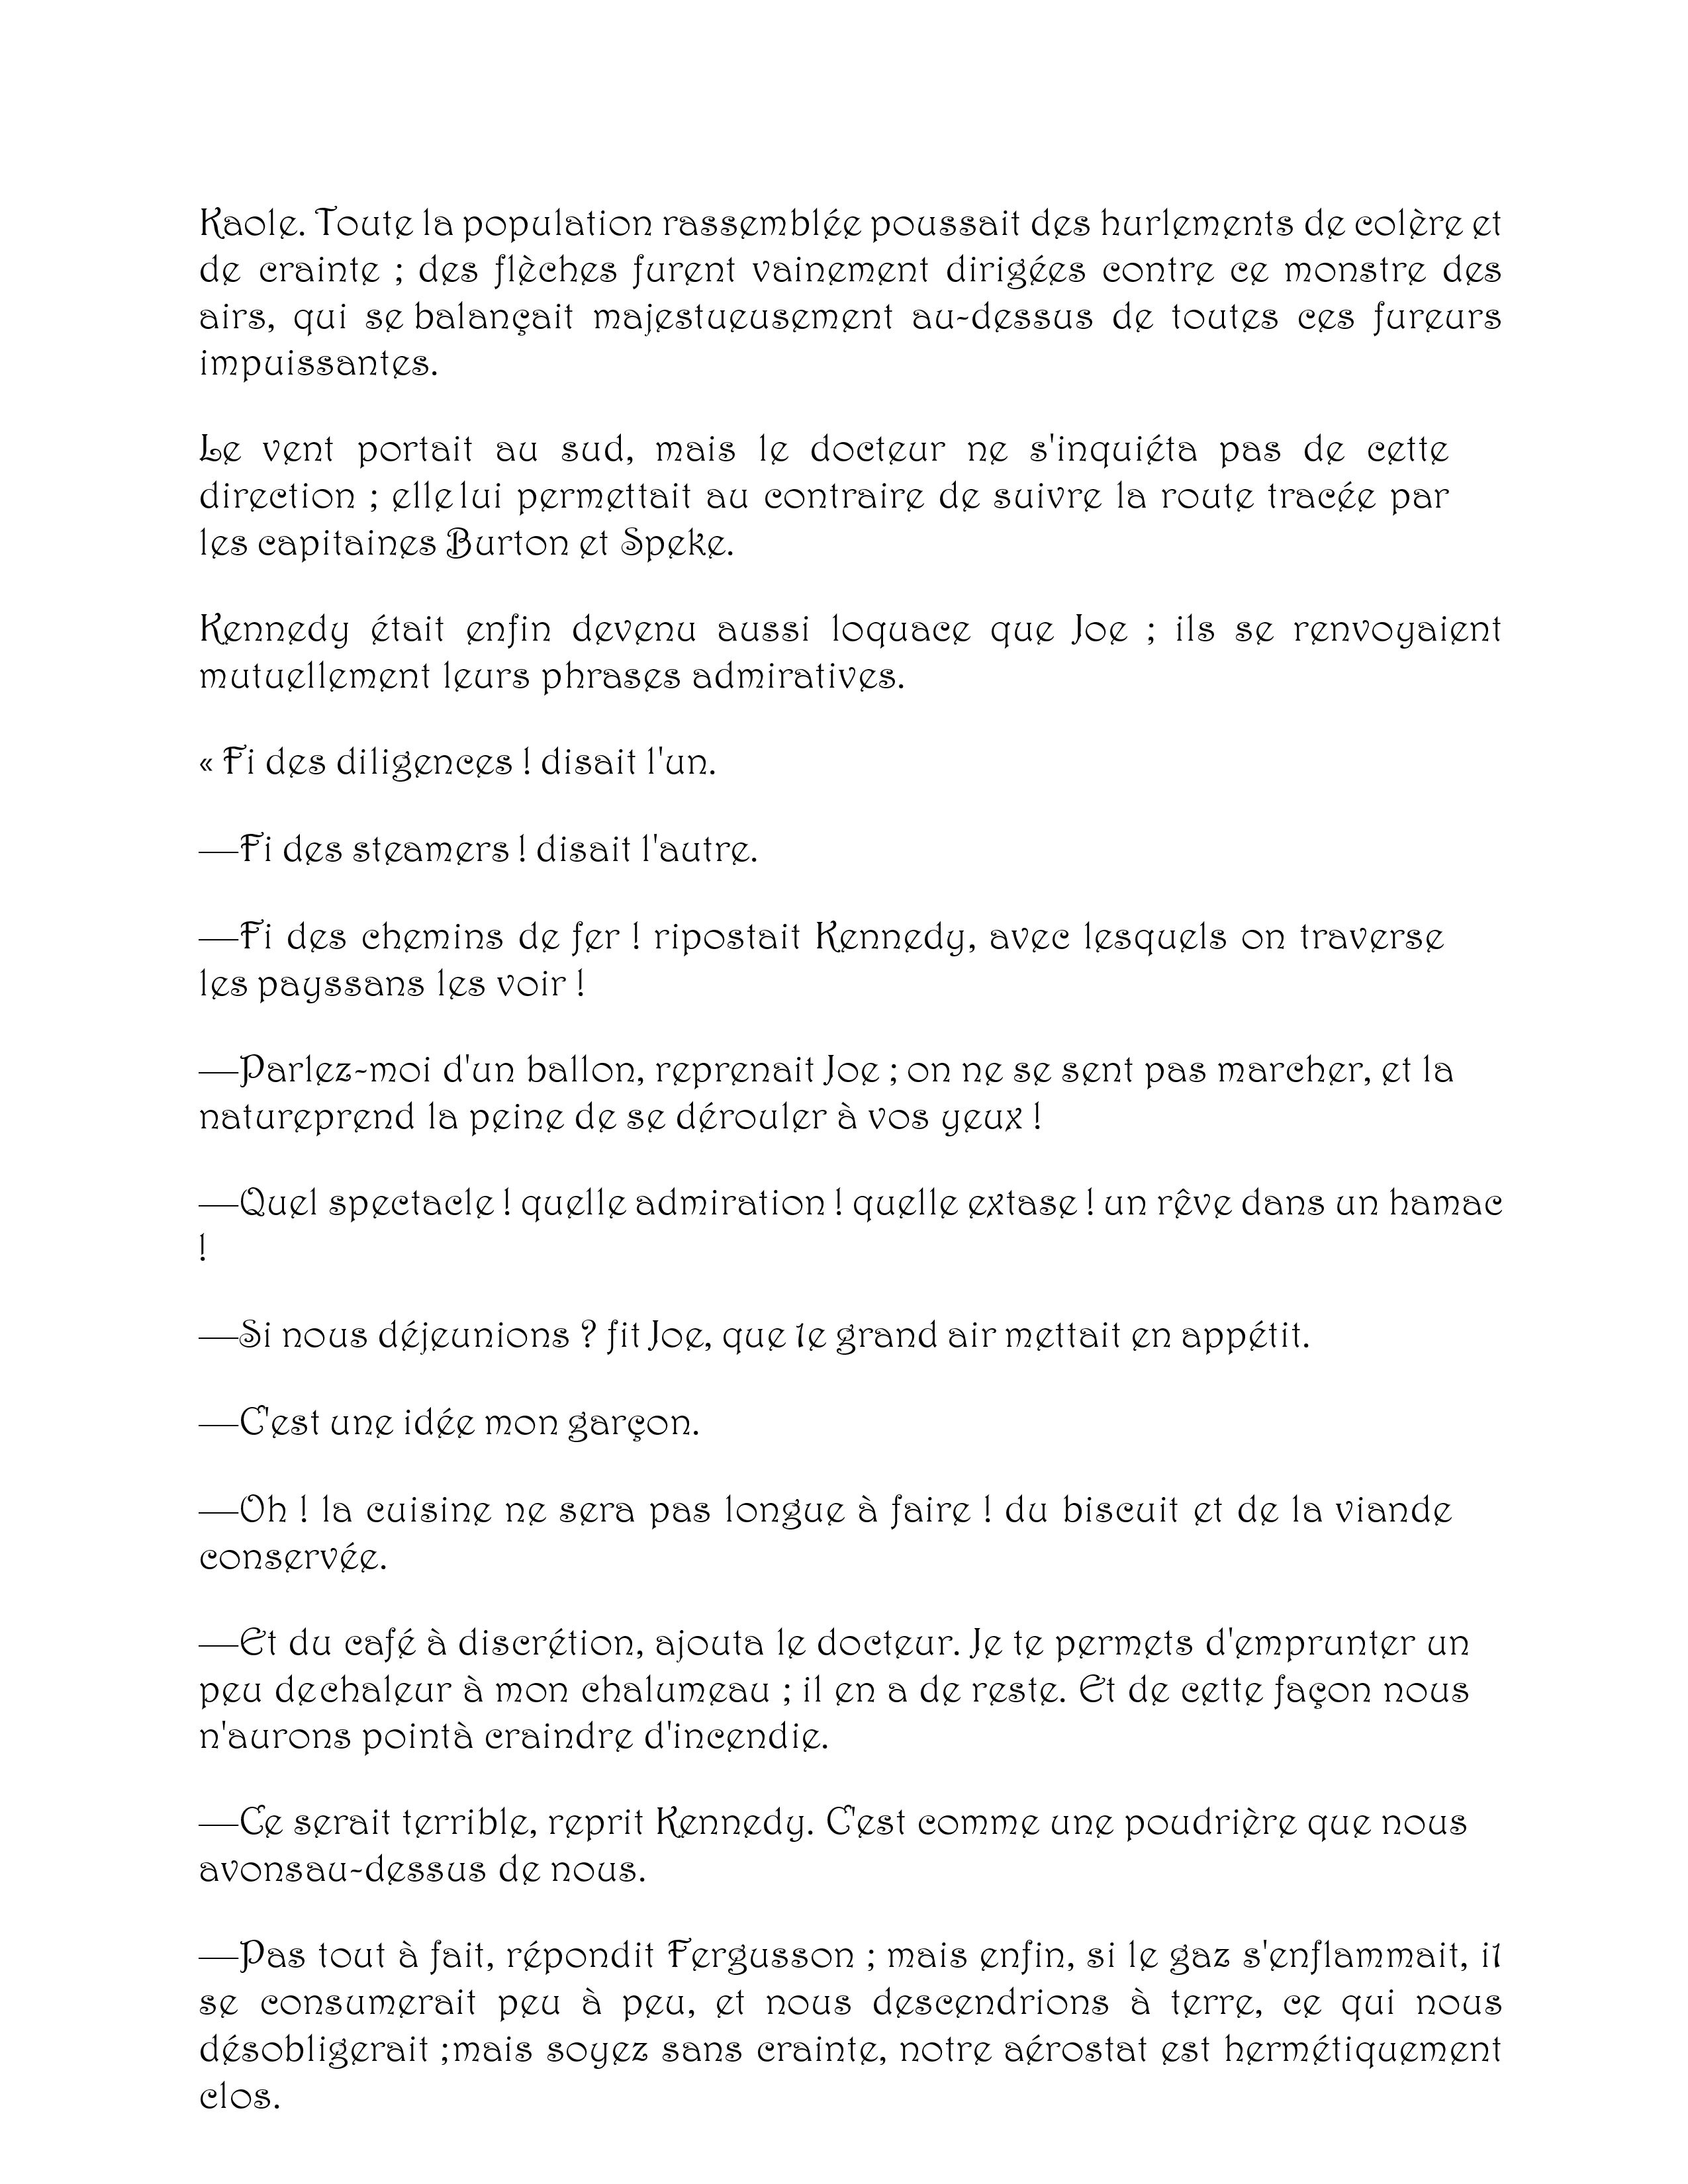 Kaole. Toute la population rassemblée poussait des hurlements de colère et
de crainte ; des flèches furent vainement dirigées contre ce monstre des
airs, qui se balançait majestueusement au-dessus de toutes ces fureurs
impuissantes.
Le vent portait au sud, mais le docteur ne s'inquiéta pas de cette
direction ; elle lui permettait au contraire de suivre la route tracée par
les capitaines Burton et Speke.
Kennedy était enfin devenu aussi loquace que Joe ; ils se renvoyaient
mutuellement leurs phrases admiratives.
« Fi des diligences ! disait l'un.
—Fi des steamers ! disait l'autre.
—Fi des chemins de fer ! ripostait Kennedy, avec lesquels on traverse
les payssans les voir !
—Parlez-moi d'un ballon, reprenait Joe ; on ne se sent pas marcher, et la
natureprend la peine de se dérouler à vos yeux !
—Quel spectacle ! quelle admiration ! quelle extase ! un rêve dans un hamac
!
—Si nous déjeunions ? fit Joe, que 1e grand air mettait en appétit.
—C'est une idée mon garçon.
—Oh ! la cuisine ne sera pas longue à faire ! du biscuit et de la viande
conservée.
—Et du café à discrétion, ajouta le docteur. Je te permets d'emprunter un
peu dechaleur à mon chalumeau ; il en a de reste. Et de cette façon nous
n'aurons pointà craindre d'incendie.
—Ce serait terrible, reprit Kennedy. C'est comme une poudrière que nous
avonsau-dessus de nous.
—Pas tout à fait, répondit Fergusson ; mais enfin, si le gaz s'enflammait, i1
se consumerait peu à peu, et nous descendrions à terre, ce qui nous
désobligerait ;mais soyez sans crainte, notre aérostat est hermétiquement
clos.